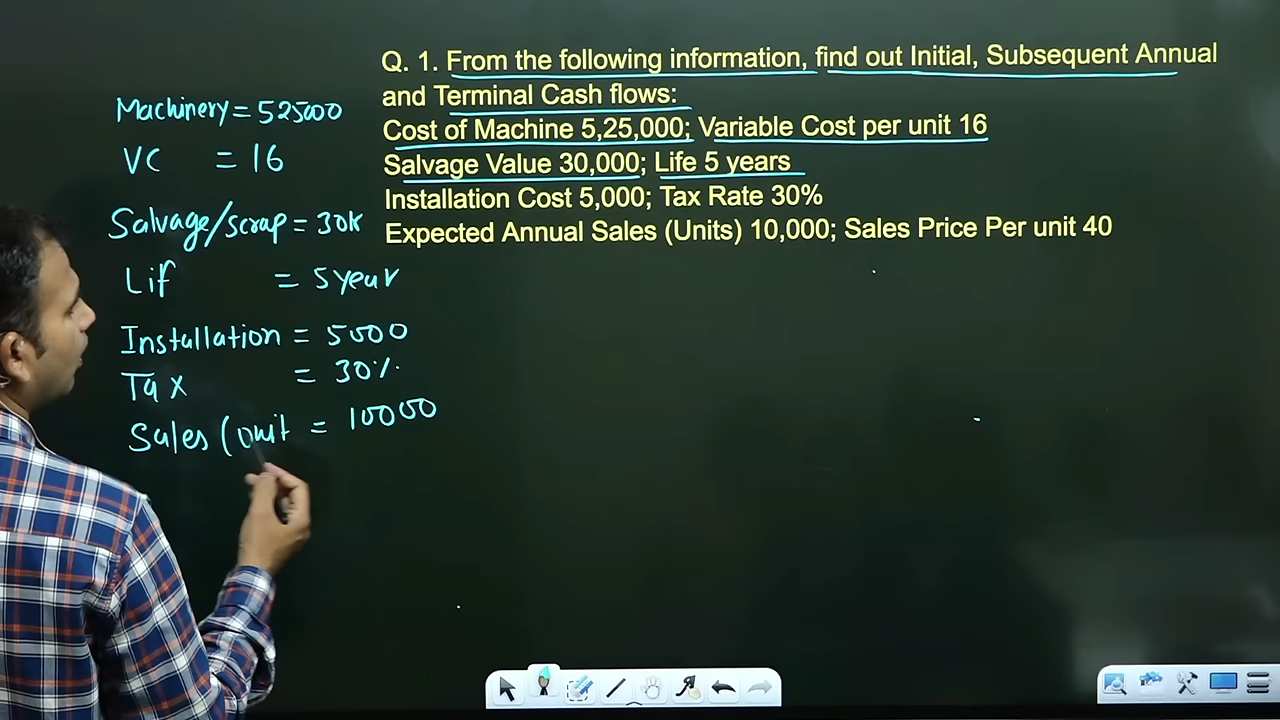 Q. 1. From the following information, find out Initial, Subsequent Annual
and Terminal Cash flows:
Cost of Machine 5,25,000; Variable Cost per unit 16
Salvage Value 30,000; Life 5 years
Installation Cost 5,000; Tax Rate 30%
Expected Annual Sales (Units) 10,000; Sales Price Per unit 40
Machinery = 525000
VC = 16
Salvage/scrap = 30k
Lif = 5 year
Installation = 5000
Tax = 30%
Sales (unit = 10000